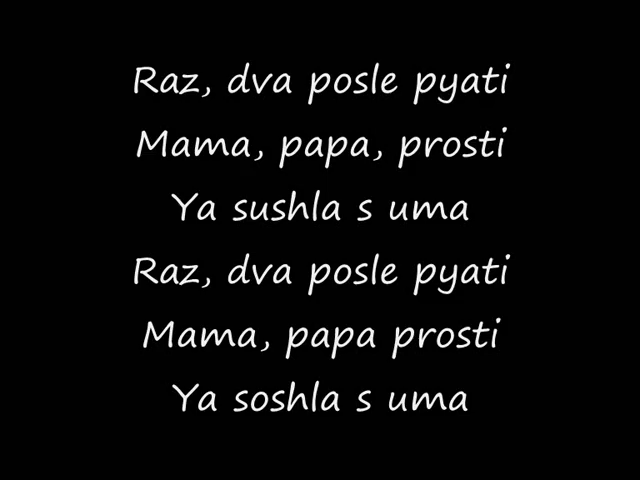 Raz, dva posle pyati
Mama, papa, prosti
Ya sushla s uma
Raz, dva posle pyati
Mama, papa prosti
Ya soshla s uma